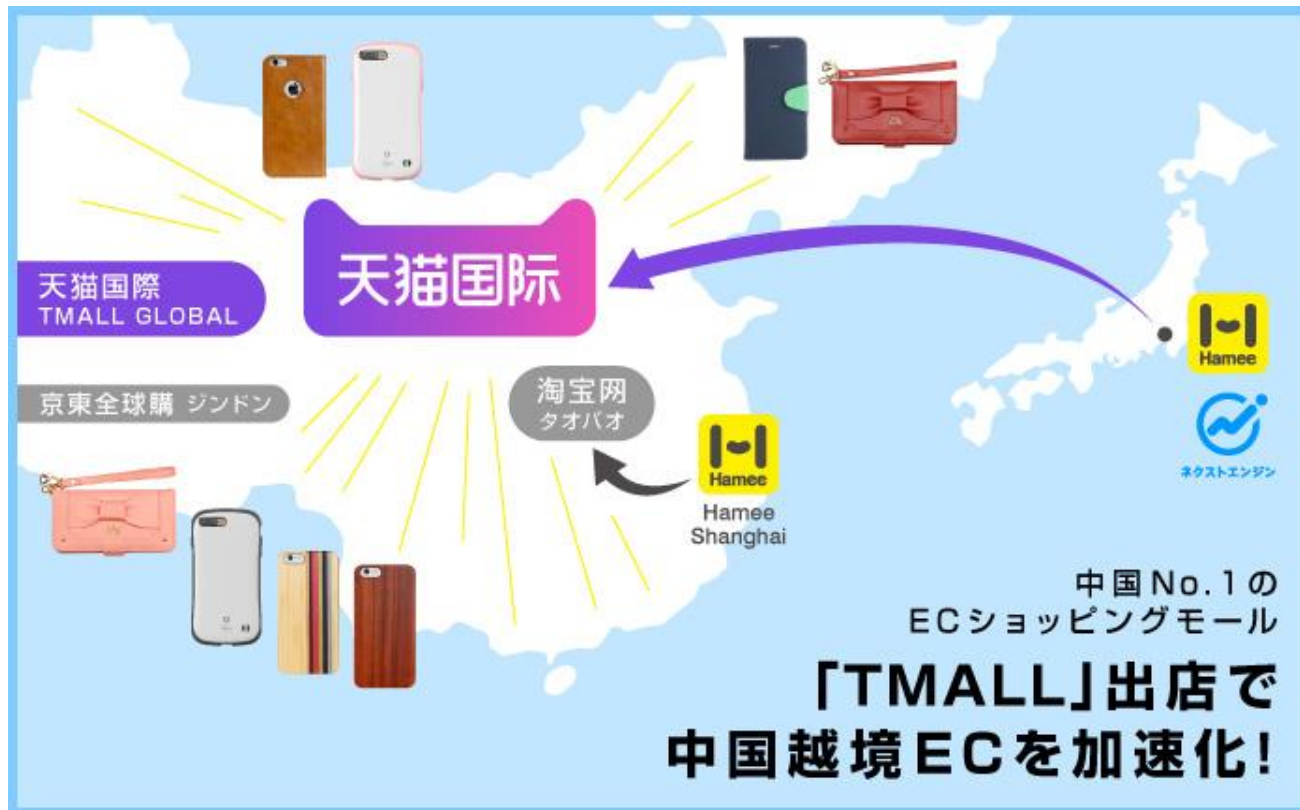 天猫国际
天猫国際
TMALL GLOBAL
京東全球購 ジンドン
淘宝网
タオバオ
Hamee
Hamee
Shanghai
Hamee
ネクストエンジン
中国No.1の
ECショッピングモール
「TMALL」出店で
中国越境ECを加速化!